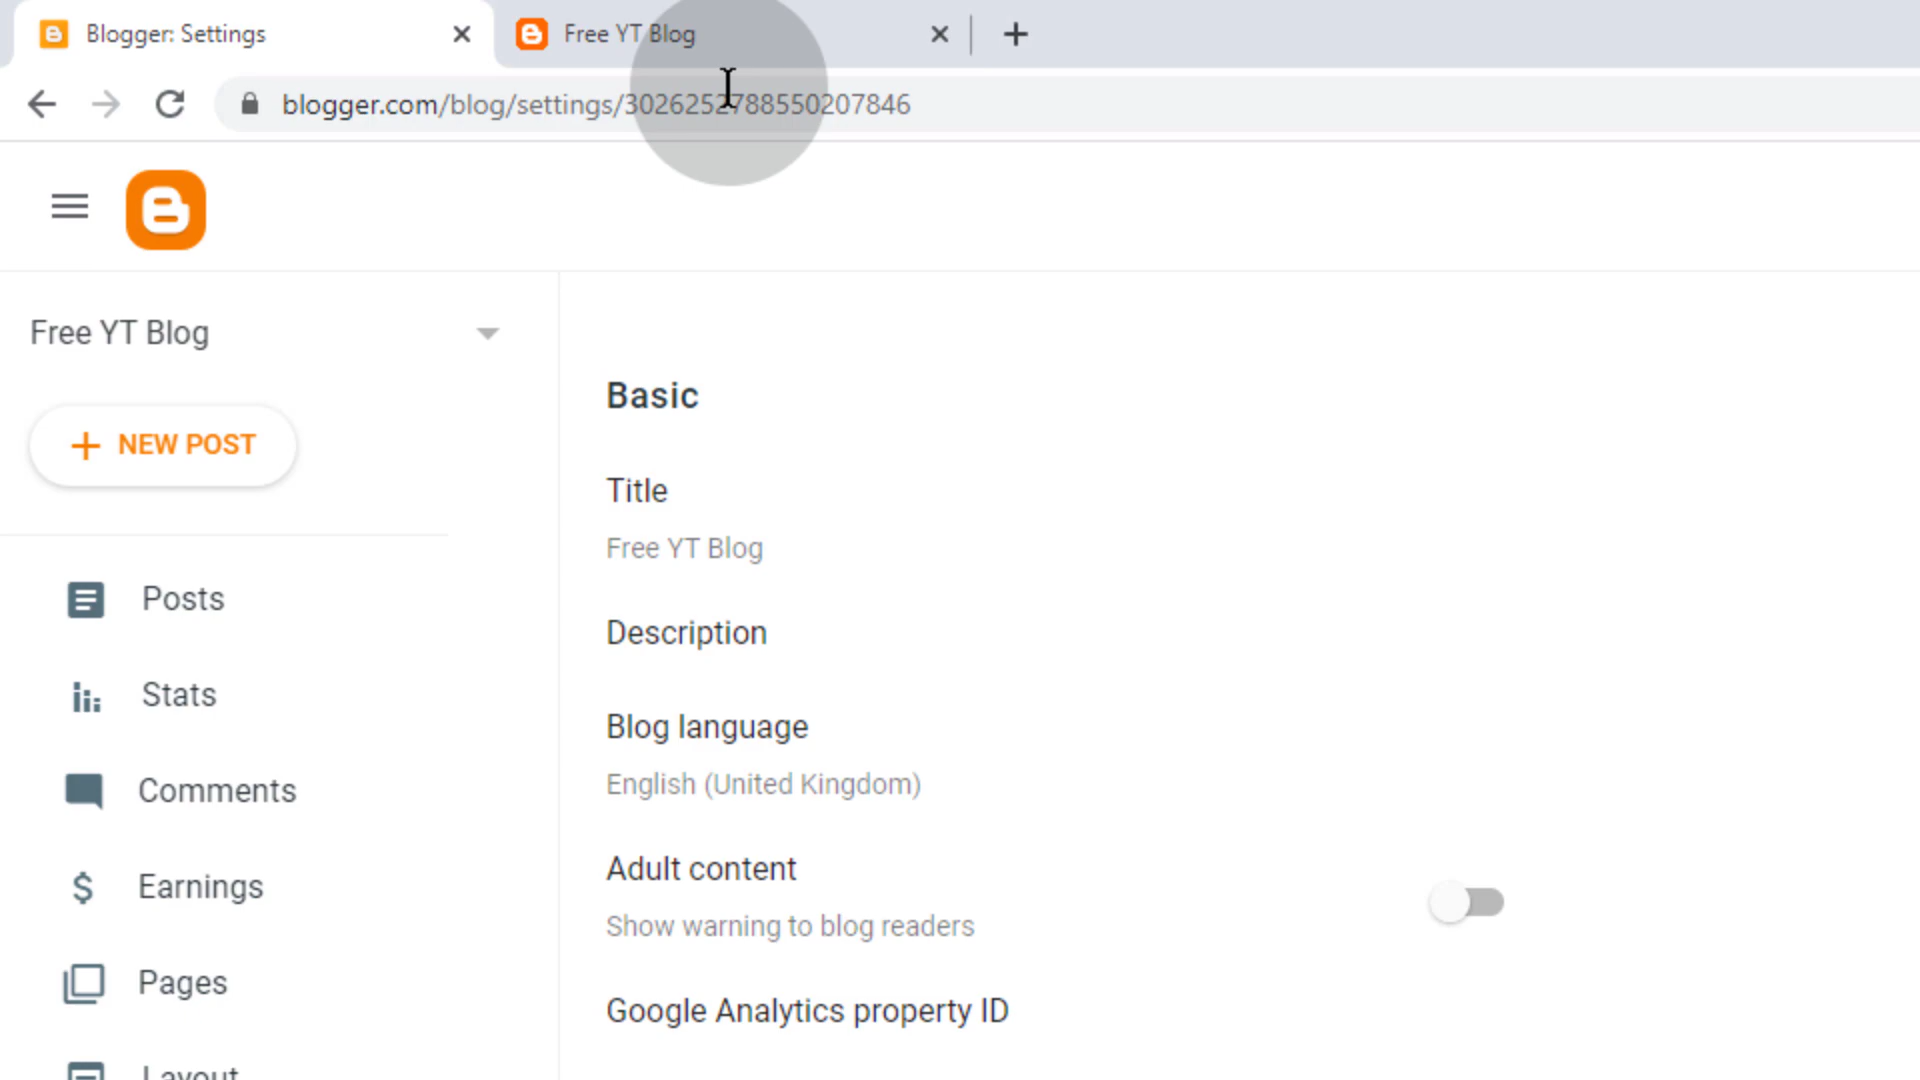 Blogger: Settings
Free YT Blog
blogger.com/blog/settings/3026252788550207846
Free YT Blog
NEW POST
Posts
Stats
Comments
Earnings
Pages
Layout
Basic
Title
Free YT Blog
Description
Blog language
English (United Kingdom)
Adult content
Show warning to blog readers
Google Analytics property ID